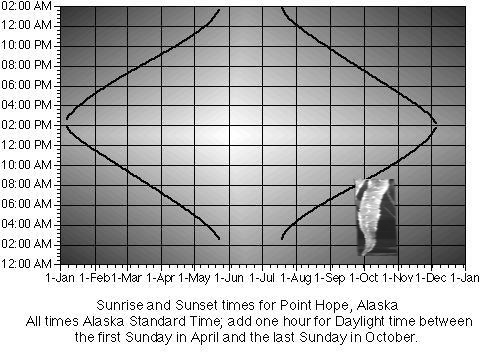 02:00 AM
12:00 AM
10:00 PM
08:00 PM
06:00 PM
04:00 PM
02:00 PM
12:00 PM
10:00 AM
08:00 AM
06:00 AM
04:00 AM
02:00 AM
12:00 AM
1-Jan 1-Feb 1-Mar 1-Apr 1-May 1-Jun 1-Jul 1-Aug 1-Sep 1-Oct 1-Nov 1-Dec 1-Jan
Sunrise and Sunset times for Point Hope, Alaska
All times Alaska Standard Time; add one hour for Daylight time between
the first Sunday in April and the last Sunday in October.